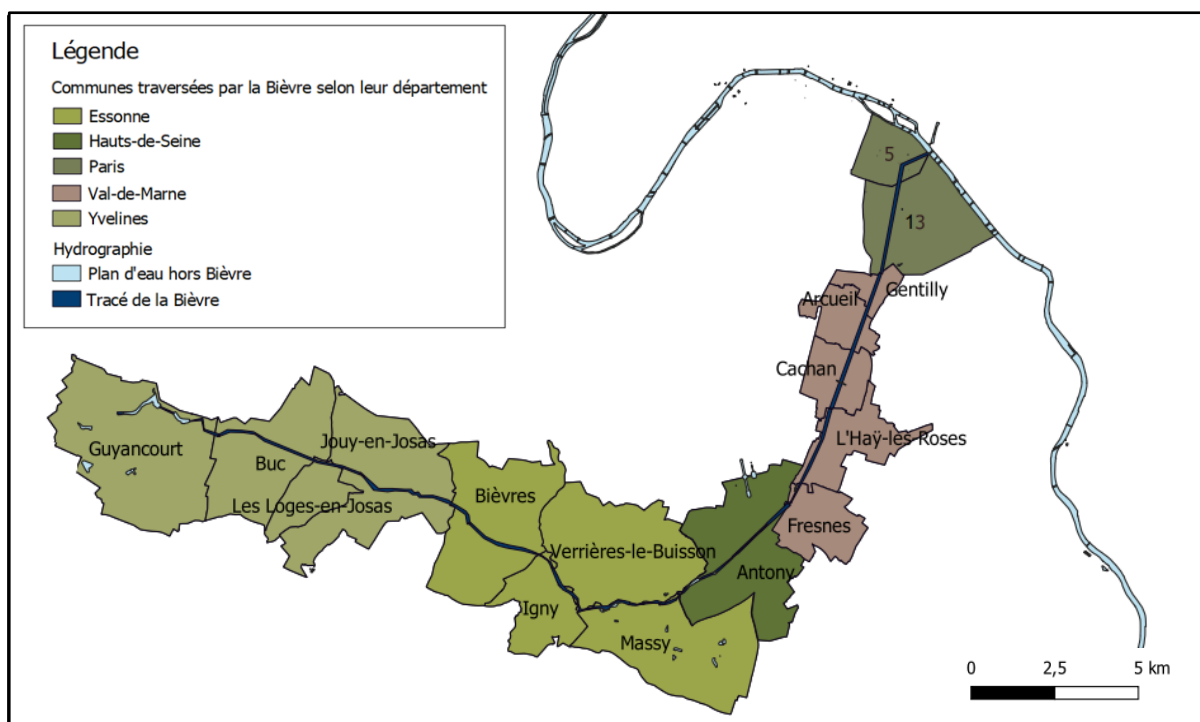 Légende
Communes traversées par la Bièvre selon leur département
Essonne
Hauts-de-Seine
Paris
Val-de-Marne
Yvelines
Hydrographie
Plan d'eau hors Bièvre
Tracé de la Bièvre
5
13
Gentilly
Arcueil
Cachan
L'Haÿ-les-Roses
Jouy-en-Josas
Guyancourt
Buc
Bièvres
Les Loges-en-Josas
Fresnes
Verrières-le-Buisson
Antony
Igny
Massy
0 2,5 5 km